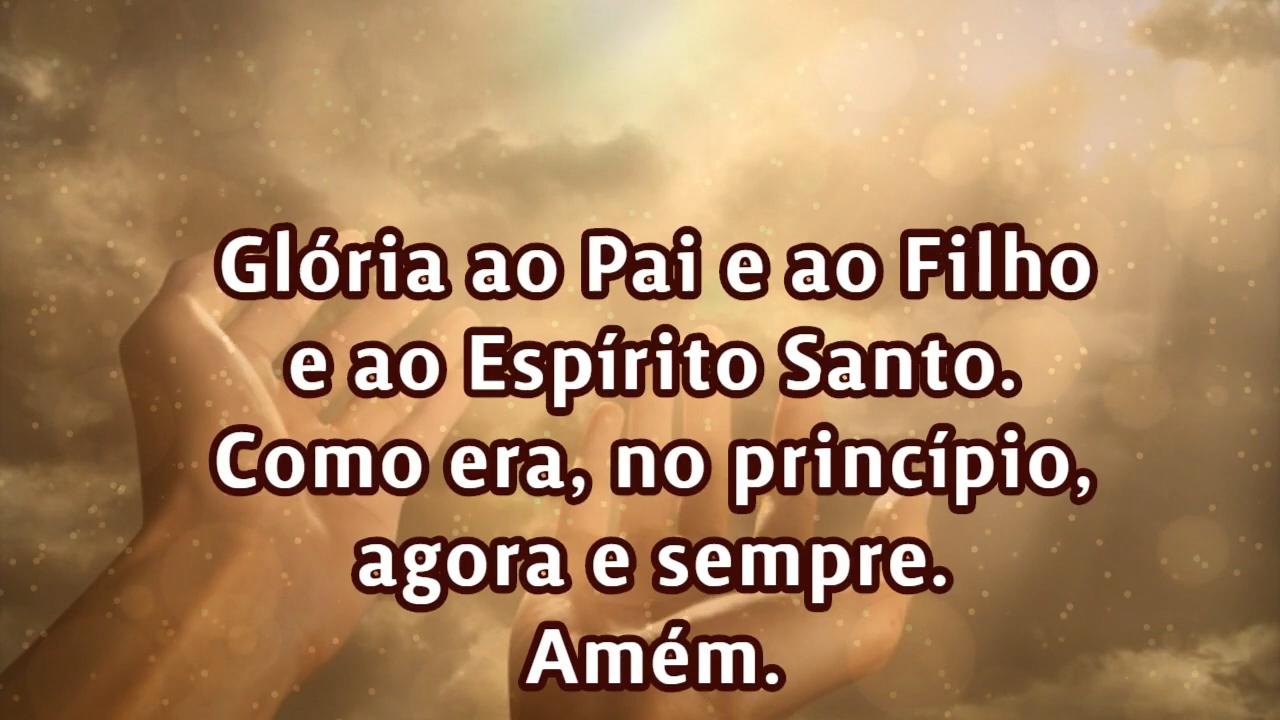 Glória ao Pai e ao Filho
e ao Espírito Santo.
Como era, no princípio,
agora e sempre.
Amém.